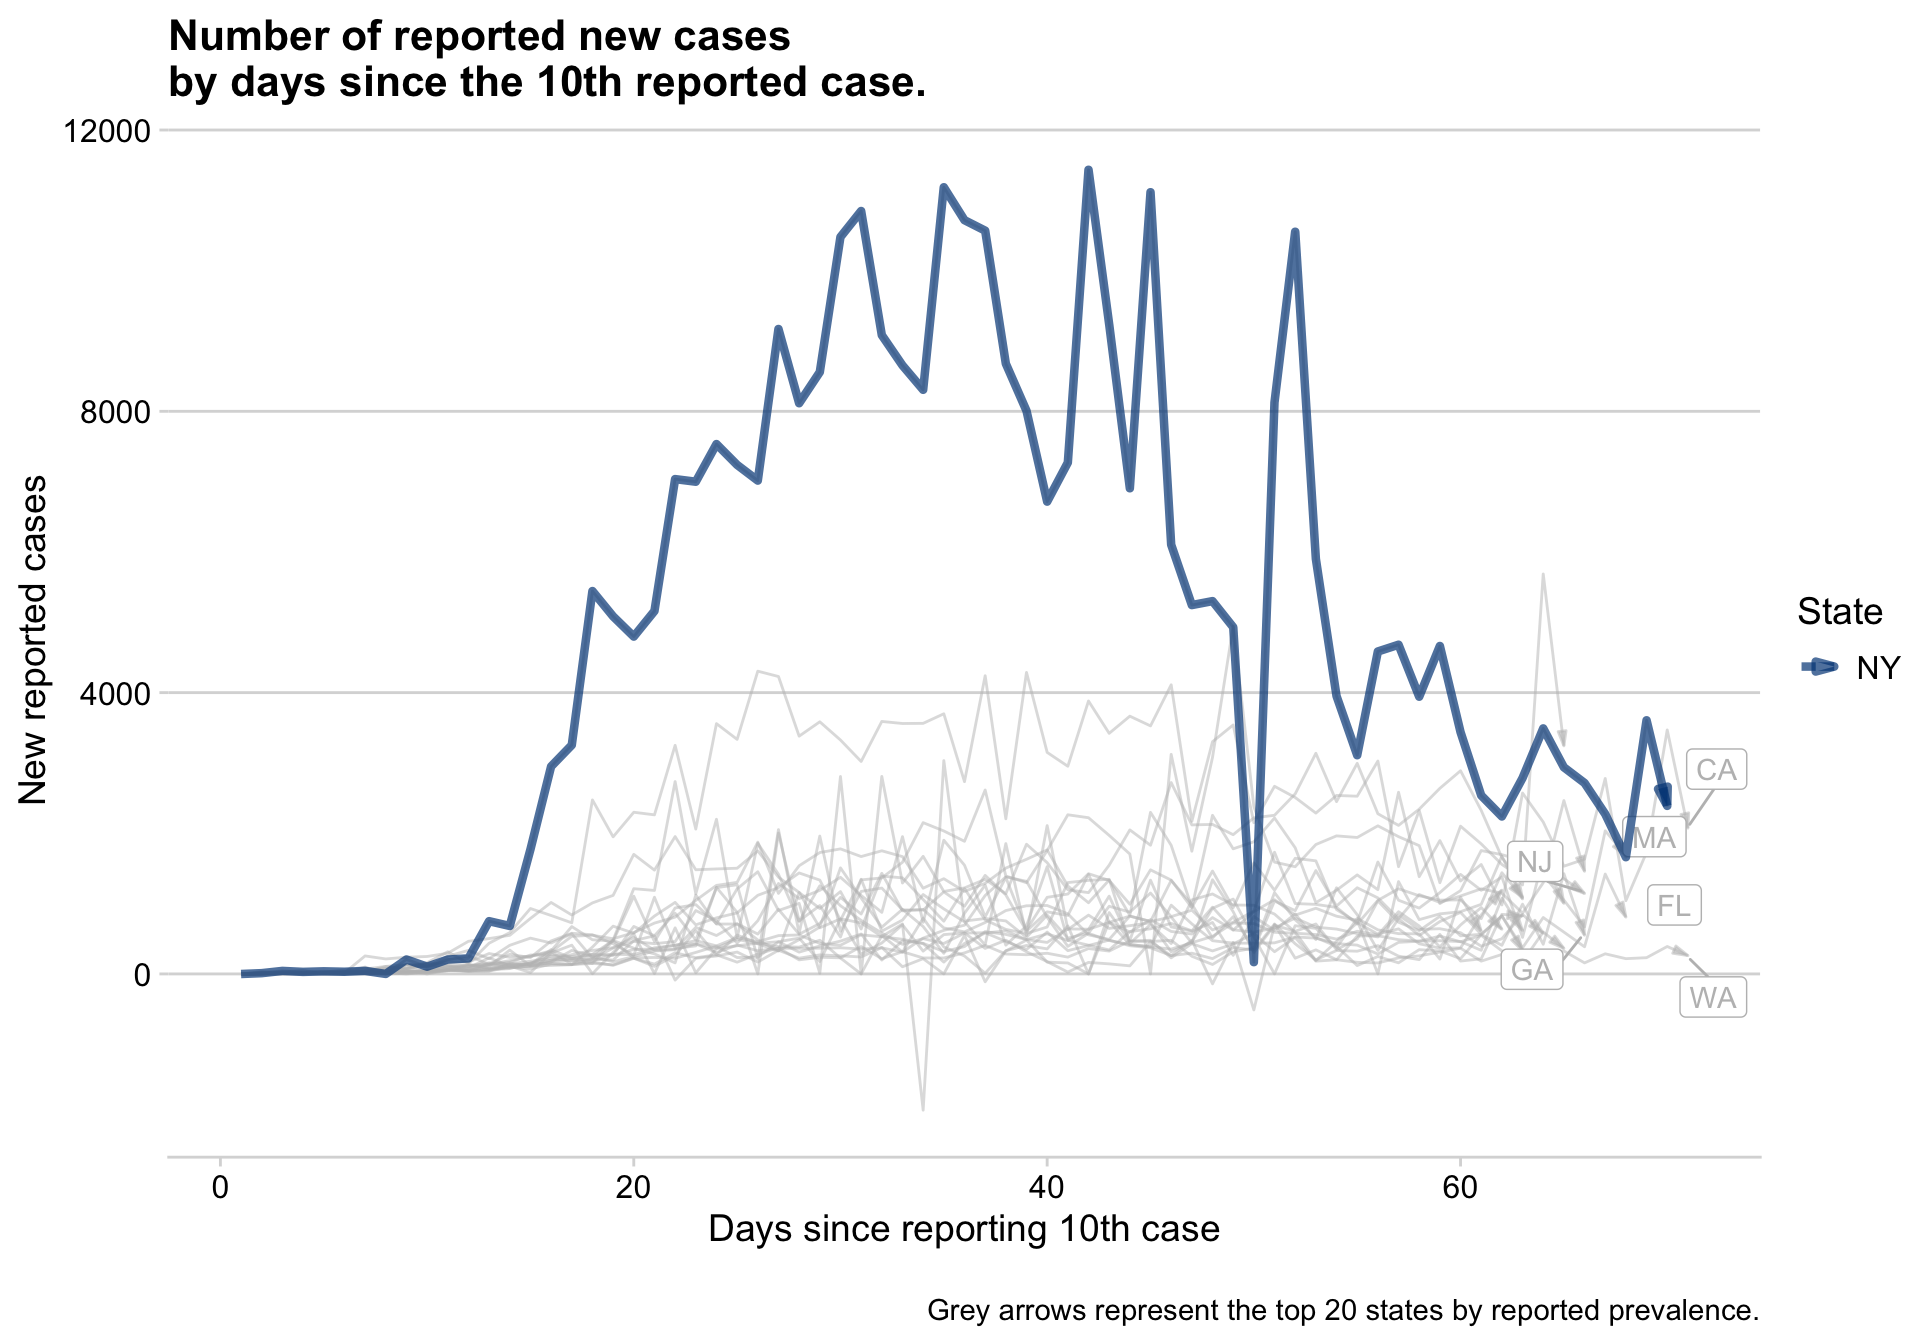 Number of reported new cases
by days since the 10th reported case.
12000
8000
4000
0
New reported cases
State
NY
CA
MA
NJ
FL
GA
WA
0 20 40 60
Days since reporting 10th case
Grey arrows represent the top 20 states by reported prevalence.